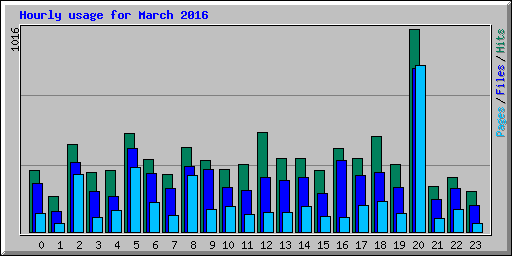 Hourly usage for March 2016
1016
Pages / Files / Hits
0 1 2 3 4 5 6 7 8 9 10 11 12 13 14 15 16 17 18 19 20 21 22 23